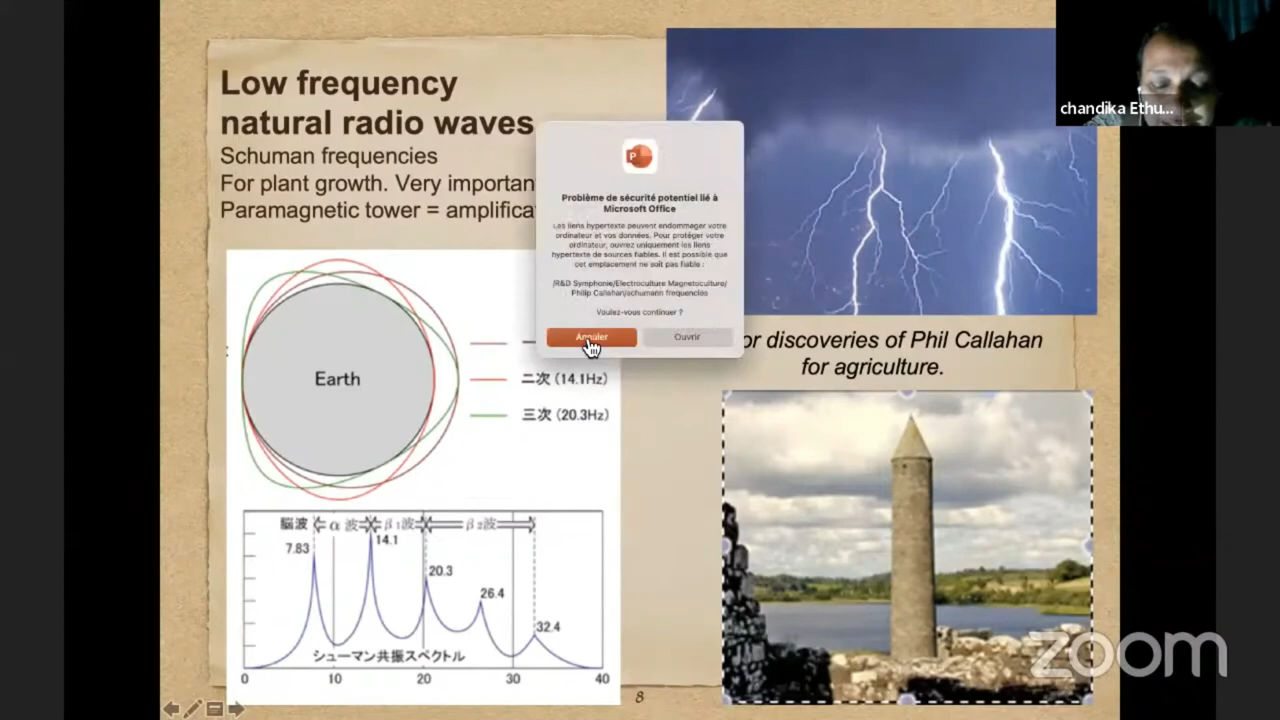 Low frequency
natural radio waves
Schuman frequencies
For plant growth. Very importan
Paramagnetic tower = amplifica
chandika Ethu...
P
Problème de sécurité potentiel lié à
Microsoft Office
Les liens hypertexte peuvent endommager votre
ordinateur et vos données. Pour protéger votre
ordinateur, ouvrez uniquement les liens
hypertexte de sources fiables. Il est possible que
cet emplacement ne soit pas fiable :
/R&D Symphonie/Electroculture Magnetoculture/
Philip Callahan/schumann frequencies
Voulez-vous continuer ?
Annuler
Ouvrir
or discoveries of Phil Callahan
for agriculture.
Earth
二次 (14.1Hz)
三次 (20.3Hz)
脳波 α 波 β1波 β2波
7.83
14.1
20.3
26.4
32.4
シューマン共振スペクトル
0 10 20 30 40
8
zoom